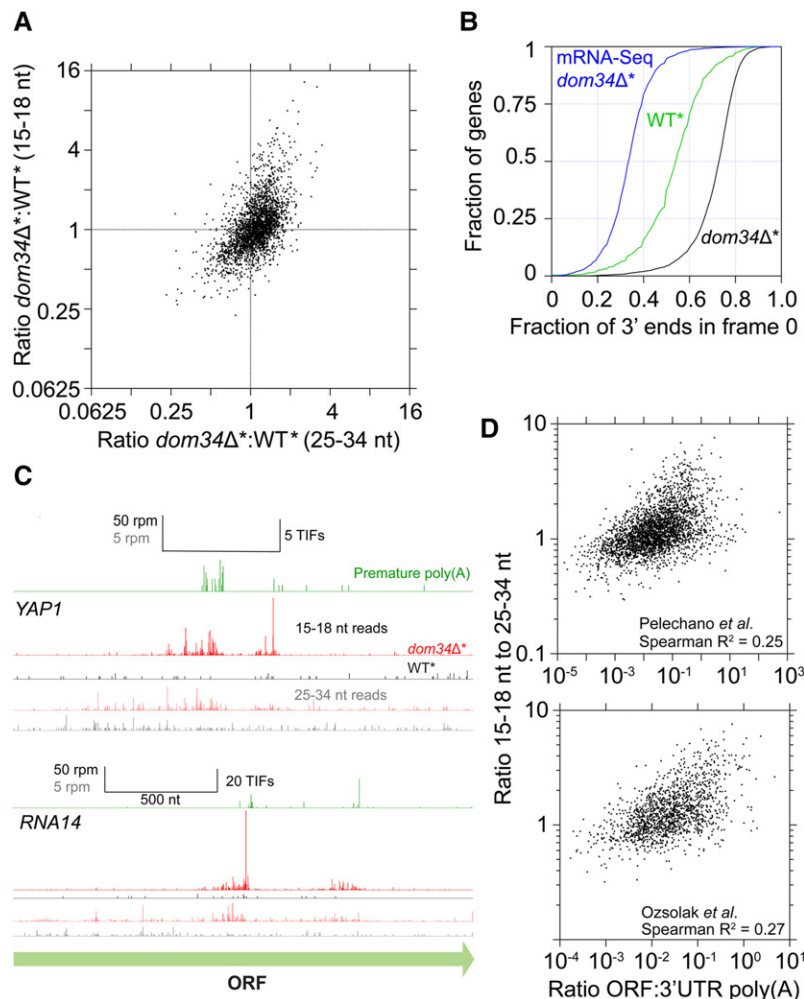 A
16
4
1
0.25
0.0625
0.0625
0.25
1
4
16
Ratio dom34Δ*:WT* (15-18 nt)
Ratio dom34Δ*:WT* (25-34 nt)
B
1
0.75
0.5
0.25
0
0
0.2
0.4
0.6
0.8
1.0
mRNA-Seq
dom34Δ*
WT*
dom34Δ*
Fraction of genes
Fraction of 3' ends in frame 0
C
50 rpm
5 rpm
5 TIFs
Premature poly(A)
YAP1
15-18 nt reads
dom34Δ*
WT*
25-34 nt reads
50 rpm
5 rpm
20 TIFs
500 nt
RNA14
ORF
D
10
1
0.1
Pelechano et al.
Spearman R² = 0.25
10⁻⁵
10⁻³
10⁻¹
10¹
10³
Ratio 15-18 nt to 25-34 nt
10
1
Ozsolak et al.
Spearman R² = 0.27
10⁻⁴
10⁻³
10⁻²
10⁻¹
10⁰
10¹
Ratio ORF:3'UTR poly(A)